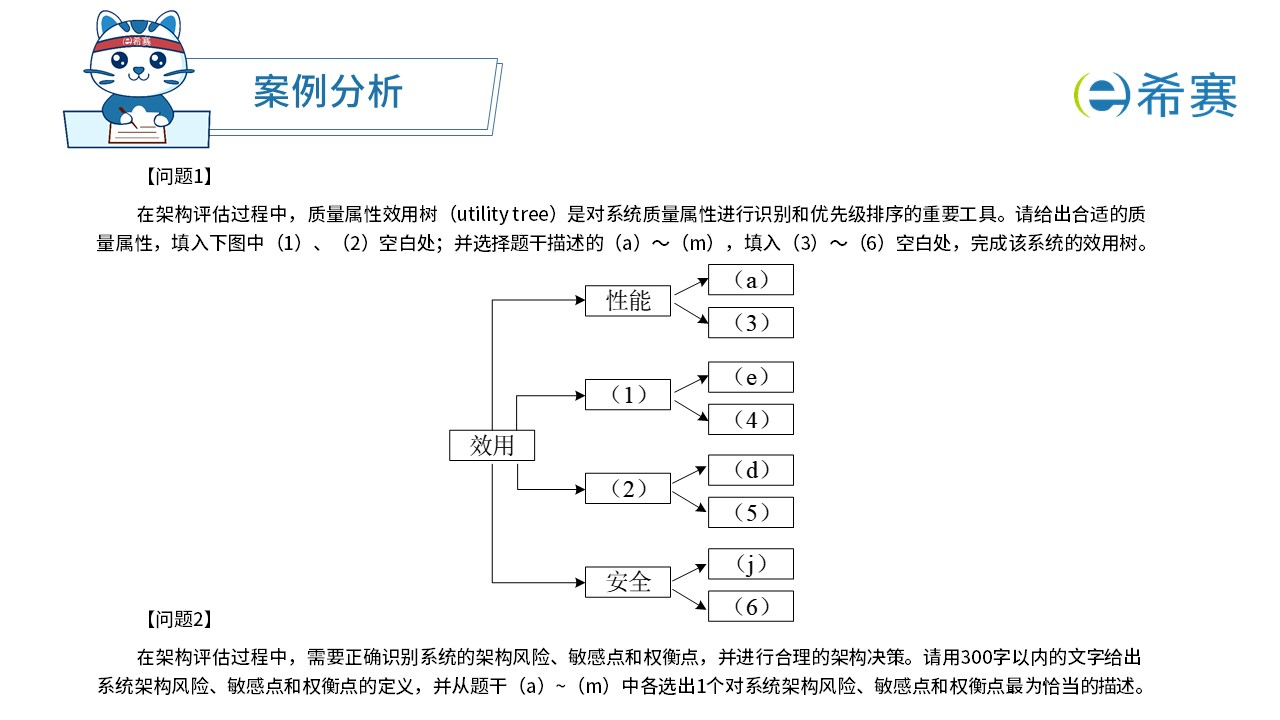 希赛
案例分析
希赛
【问题1】
在架构评估过程中，质量属性效用树（utility tree）是对系统质量属性进行识别和优先级排序的重要工具。请给出合适的质
量属性，填入下图中（1）、（2）空白处；并选择题干描述的（a）～（m），填入（3）～（6）空白处，完成该系统的效用树。
（a）
性能
（3）
（e）
（1）
（4）
效用
（d）
（2）
（5）
（j）
安全
（6）
【问题2】
在架构评估过程中，需要正确识别系统的架构风险、敏感点和权衡点，并进行合理的架构决策。请用300字以内的文字给出
系统架构风险、敏感点和权衡点的定义，并从题干（a）~（m）中各选出1个对系统架构风险、敏感点和权衡点最为恰当的描述。